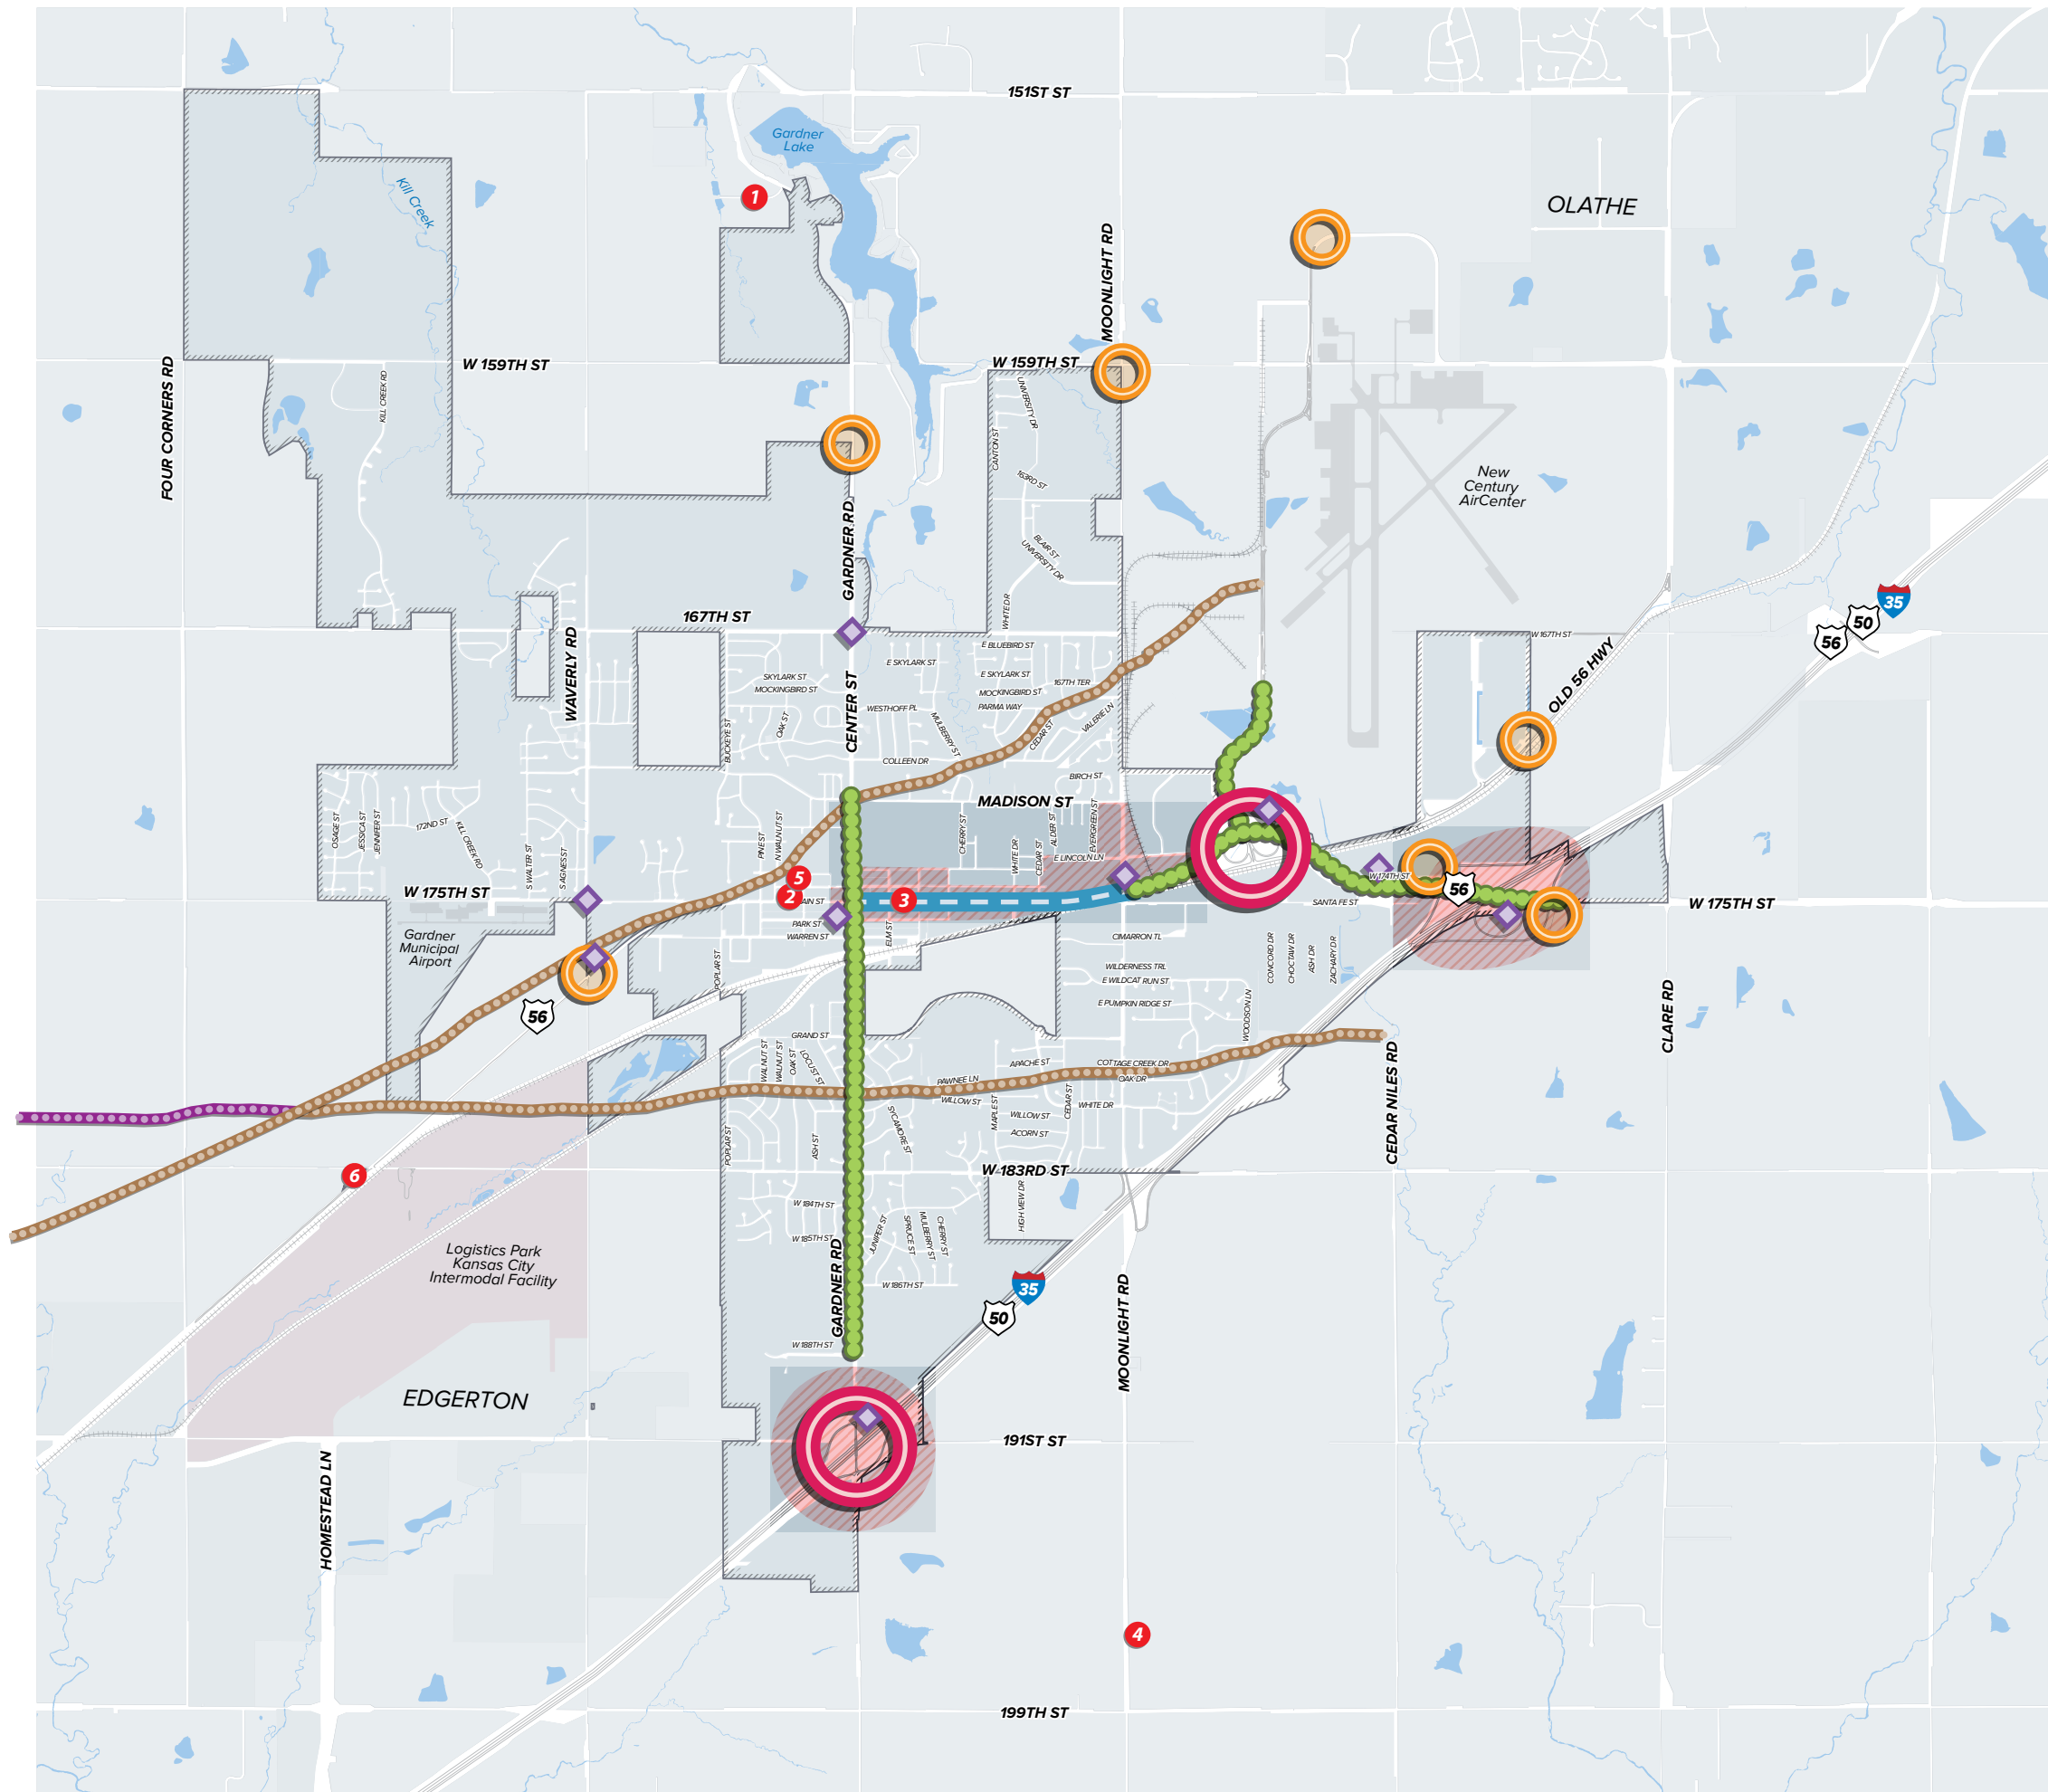 151ST ST
Gardner
Lake
Kill Creek
1
OLATHE
MOONLIGHT RD
FOUR CORNERS RD
W 159TH ST
W 159TH ST
KILL CREEK RD
UNIVERSITY DR
CANTON ST
163RD ST
New
Century
AirCenter
GARDNER RD
BLAIR ST
UNIVERSITY DR
WHITE DR
35
50
56
167TH ST
W 167TH ST
OLD 56 HWY
WAVERLY RD
E BLUEBIRD ST
E SKYLARK ST
SKYLARK ST
MOCKINGBIRD ST
E SKYLARK ST
167TH TER
MOCKINGBIRD ST
PARMA WAY
CENTER ST
WESTHOFF PL
MULBERRY ST
OAK ST
BUCKEYE ST
CEDAR ST
VALERIE LN
COLLEEN DR
BIRCH ST
MADISON ST
OSAGE ST
JESSICA ST
JENNIFER ST
172ND ST
KILL CREEK RD
S WALTER ST
S AGNES ST
PINE ST
N WALNUT ST
CHERRY ST
WHITE DR
CEDAR ST
ALDER ST
EVERGREEN ST
E LINCOLN LN
5
2
3
W 174TH ST
56
W 175TH ST
AIN ST
SANTA FE ST
W 175TH ST
PARK ST
WARREN ST
ELM ST
CIMARRON TL
Gardner
Municipal
Airport
POPLAR ST
WILDERNESS TRL
E WILDCAT RUN ST
E PUMPKIN RIDGE ST
WOODSON LN
CONCORD DR
CHOCTAW DR
ASH DR
ZACHARY DR
56
CLARE RD
GRAND ST
WALNUT ST
WALNUT ST
OAK ST
LOCUST ST
APACHE ST
COTTAGE CREEK DR
OAK DR
PAWNEE LN
WILLOW ST
MAPLE ST
CEDAR ST
WHITE DR
WILLOW ST
ACORN ST
CEDAR NILES RD
POPLAR ST
ASH ST
SYCAMORE ST
6
W 183RD ST
W 184TH ST
HIGH VIEW DR
W 185TH ST
JUNIPER ST
SPRUCE ST
MULBERRY ST
CHERRY ST
GARDNER RD
Logistics Park
Kansas City
Intermodal Facility
W 186TH ST
35
50
MOONLIGHT RD
W 188TH ST
EDGERTON
191ST ST
HOMESTEAD LN
4
199TH ST